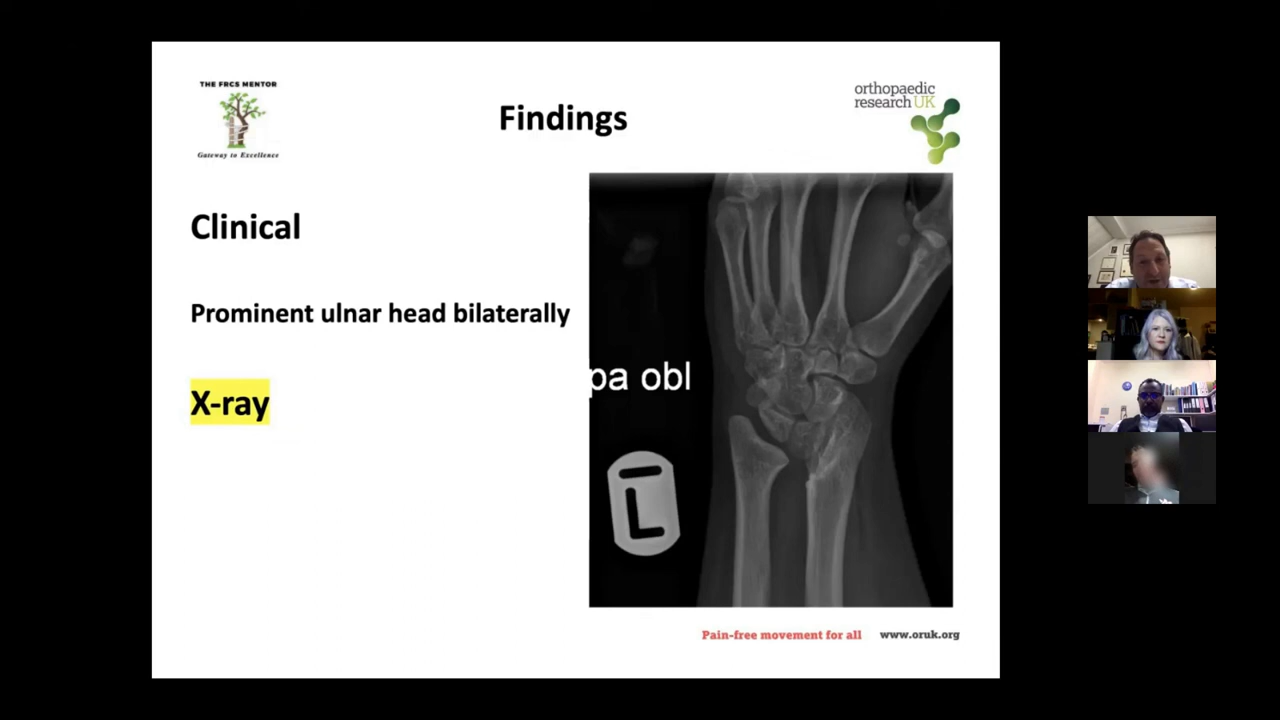 THE FRCS MENTOR
Gateway to Excellence
Findings
orthopaedic
research UK
Clinical
Prominent ulnar head bilaterally
X-ray
pa obl
L
Pain-free movement for all www.oruk.org